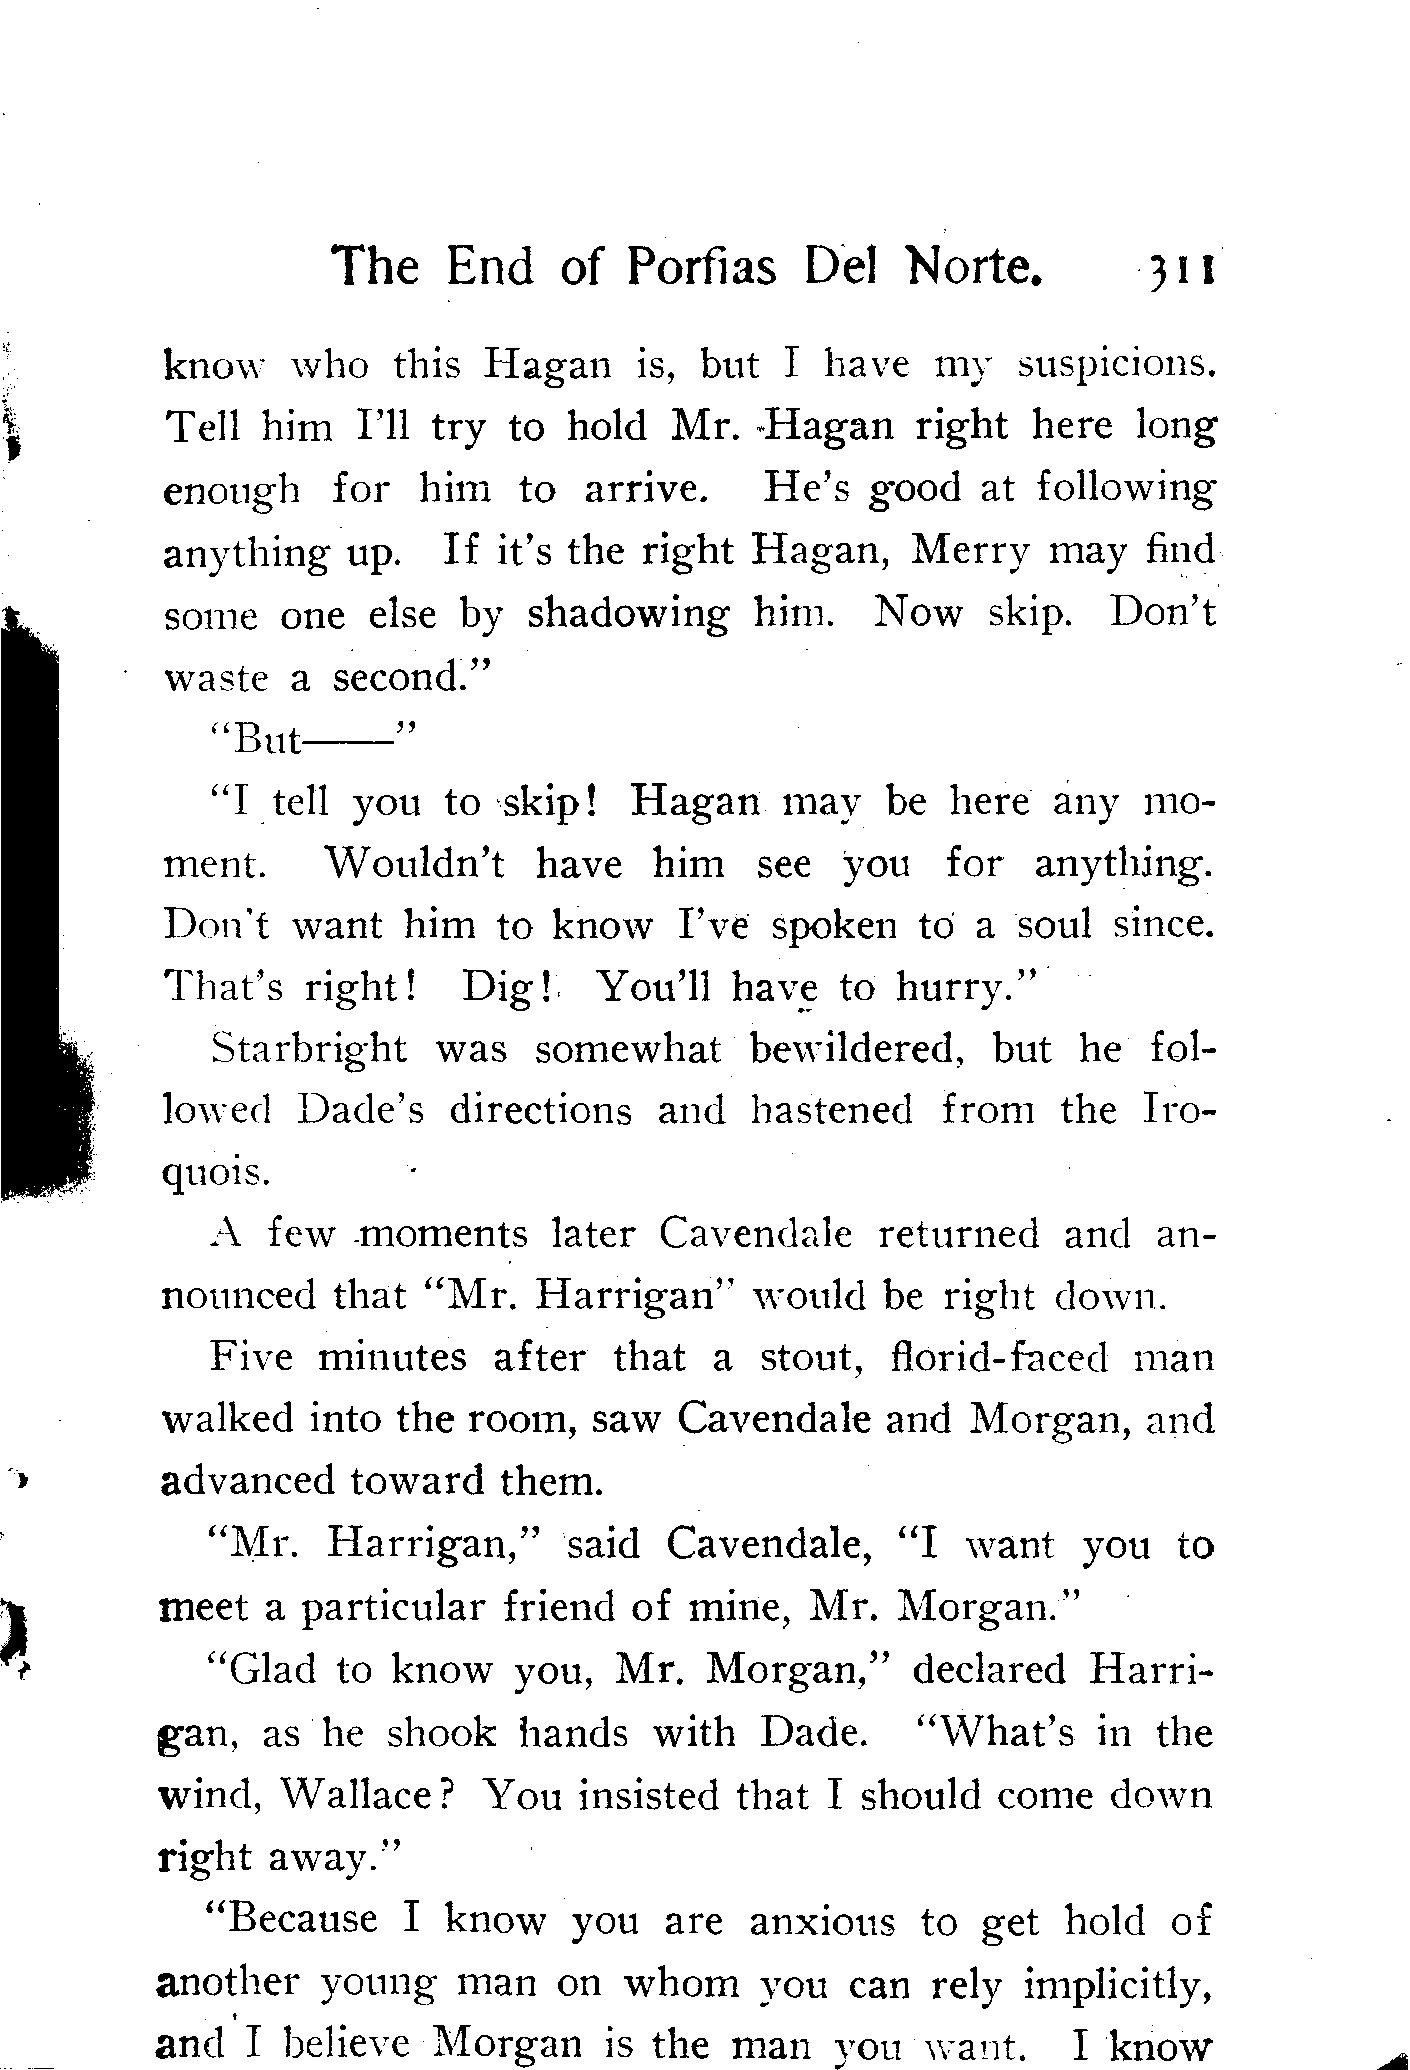 The End of Porfias Del Norte. 311
know who this Hagan is, but I have my suspicions.
Tell him I'll try to hold Mr. Hagan right here long
enough for him to arrive. He's good at following
anything up. If it's the right Hagan, Merry may find
some one else by shadowing him. Now skip. Don't
waste a second."
"But——"
"I tell you to skip! Hagan may be here any mo-
ment. Wouldn't have him see you for anything.
Don't want him to know I've spoken to a soul since.
That's right! Dig! You'll have to hurry."
Starbright was somewhat bewildered, but he fol-
lowed Dade's directions and hastened from the Iro-
quois.
A few moments later Cavendale returned and an-
nounced that "Mr. Harrigan" would be right down.
Five minutes after that a stout, florid-faced man
walked into the room, saw Cavendale and Morgan, and
advanced toward them.
"Mr. Harrigan," said Cavendale, "I want you to
meet a particular friend of mine, Mr. Morgan."
"Glad to know you, Mr. Morgan," declared Harri-
gan, as he shook hands with Dade. "What's in the
wind, Wallace? You insisted that I should come down
right away."
"Because I know you are anxious to get hold of
another young man on whom you can rely implicitly,
and I believe Morgan is the man you want. I know